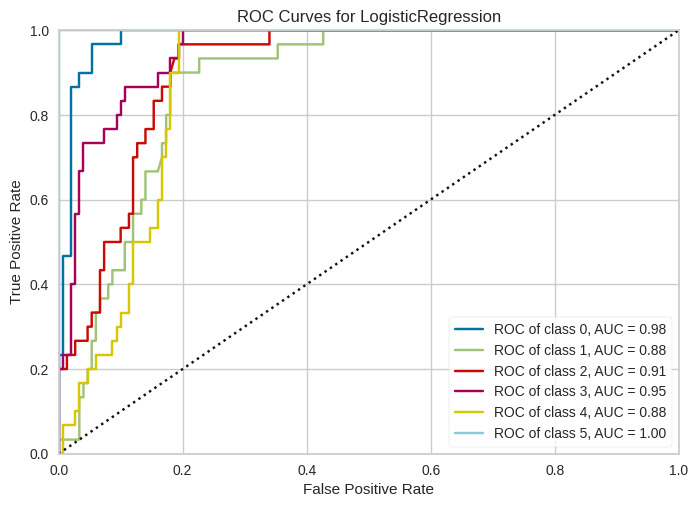 ROC Curves for LogisticRegression
True Positive Rate
1.0
0.8
0.6
0.4
0.2
0.0
ROC of class 0, AUC = 0.98
ROC of class 1, AUC = 0.88
ROC of class 2, AUC = 0.91
ROC of class 3, AUC = 0.95
ROC of class 4, AUC = 0.88
ROC of class 5, AUC = 1.00
0.0 0.2 0.4 0.6 0.8 1.0
False Positive Rate